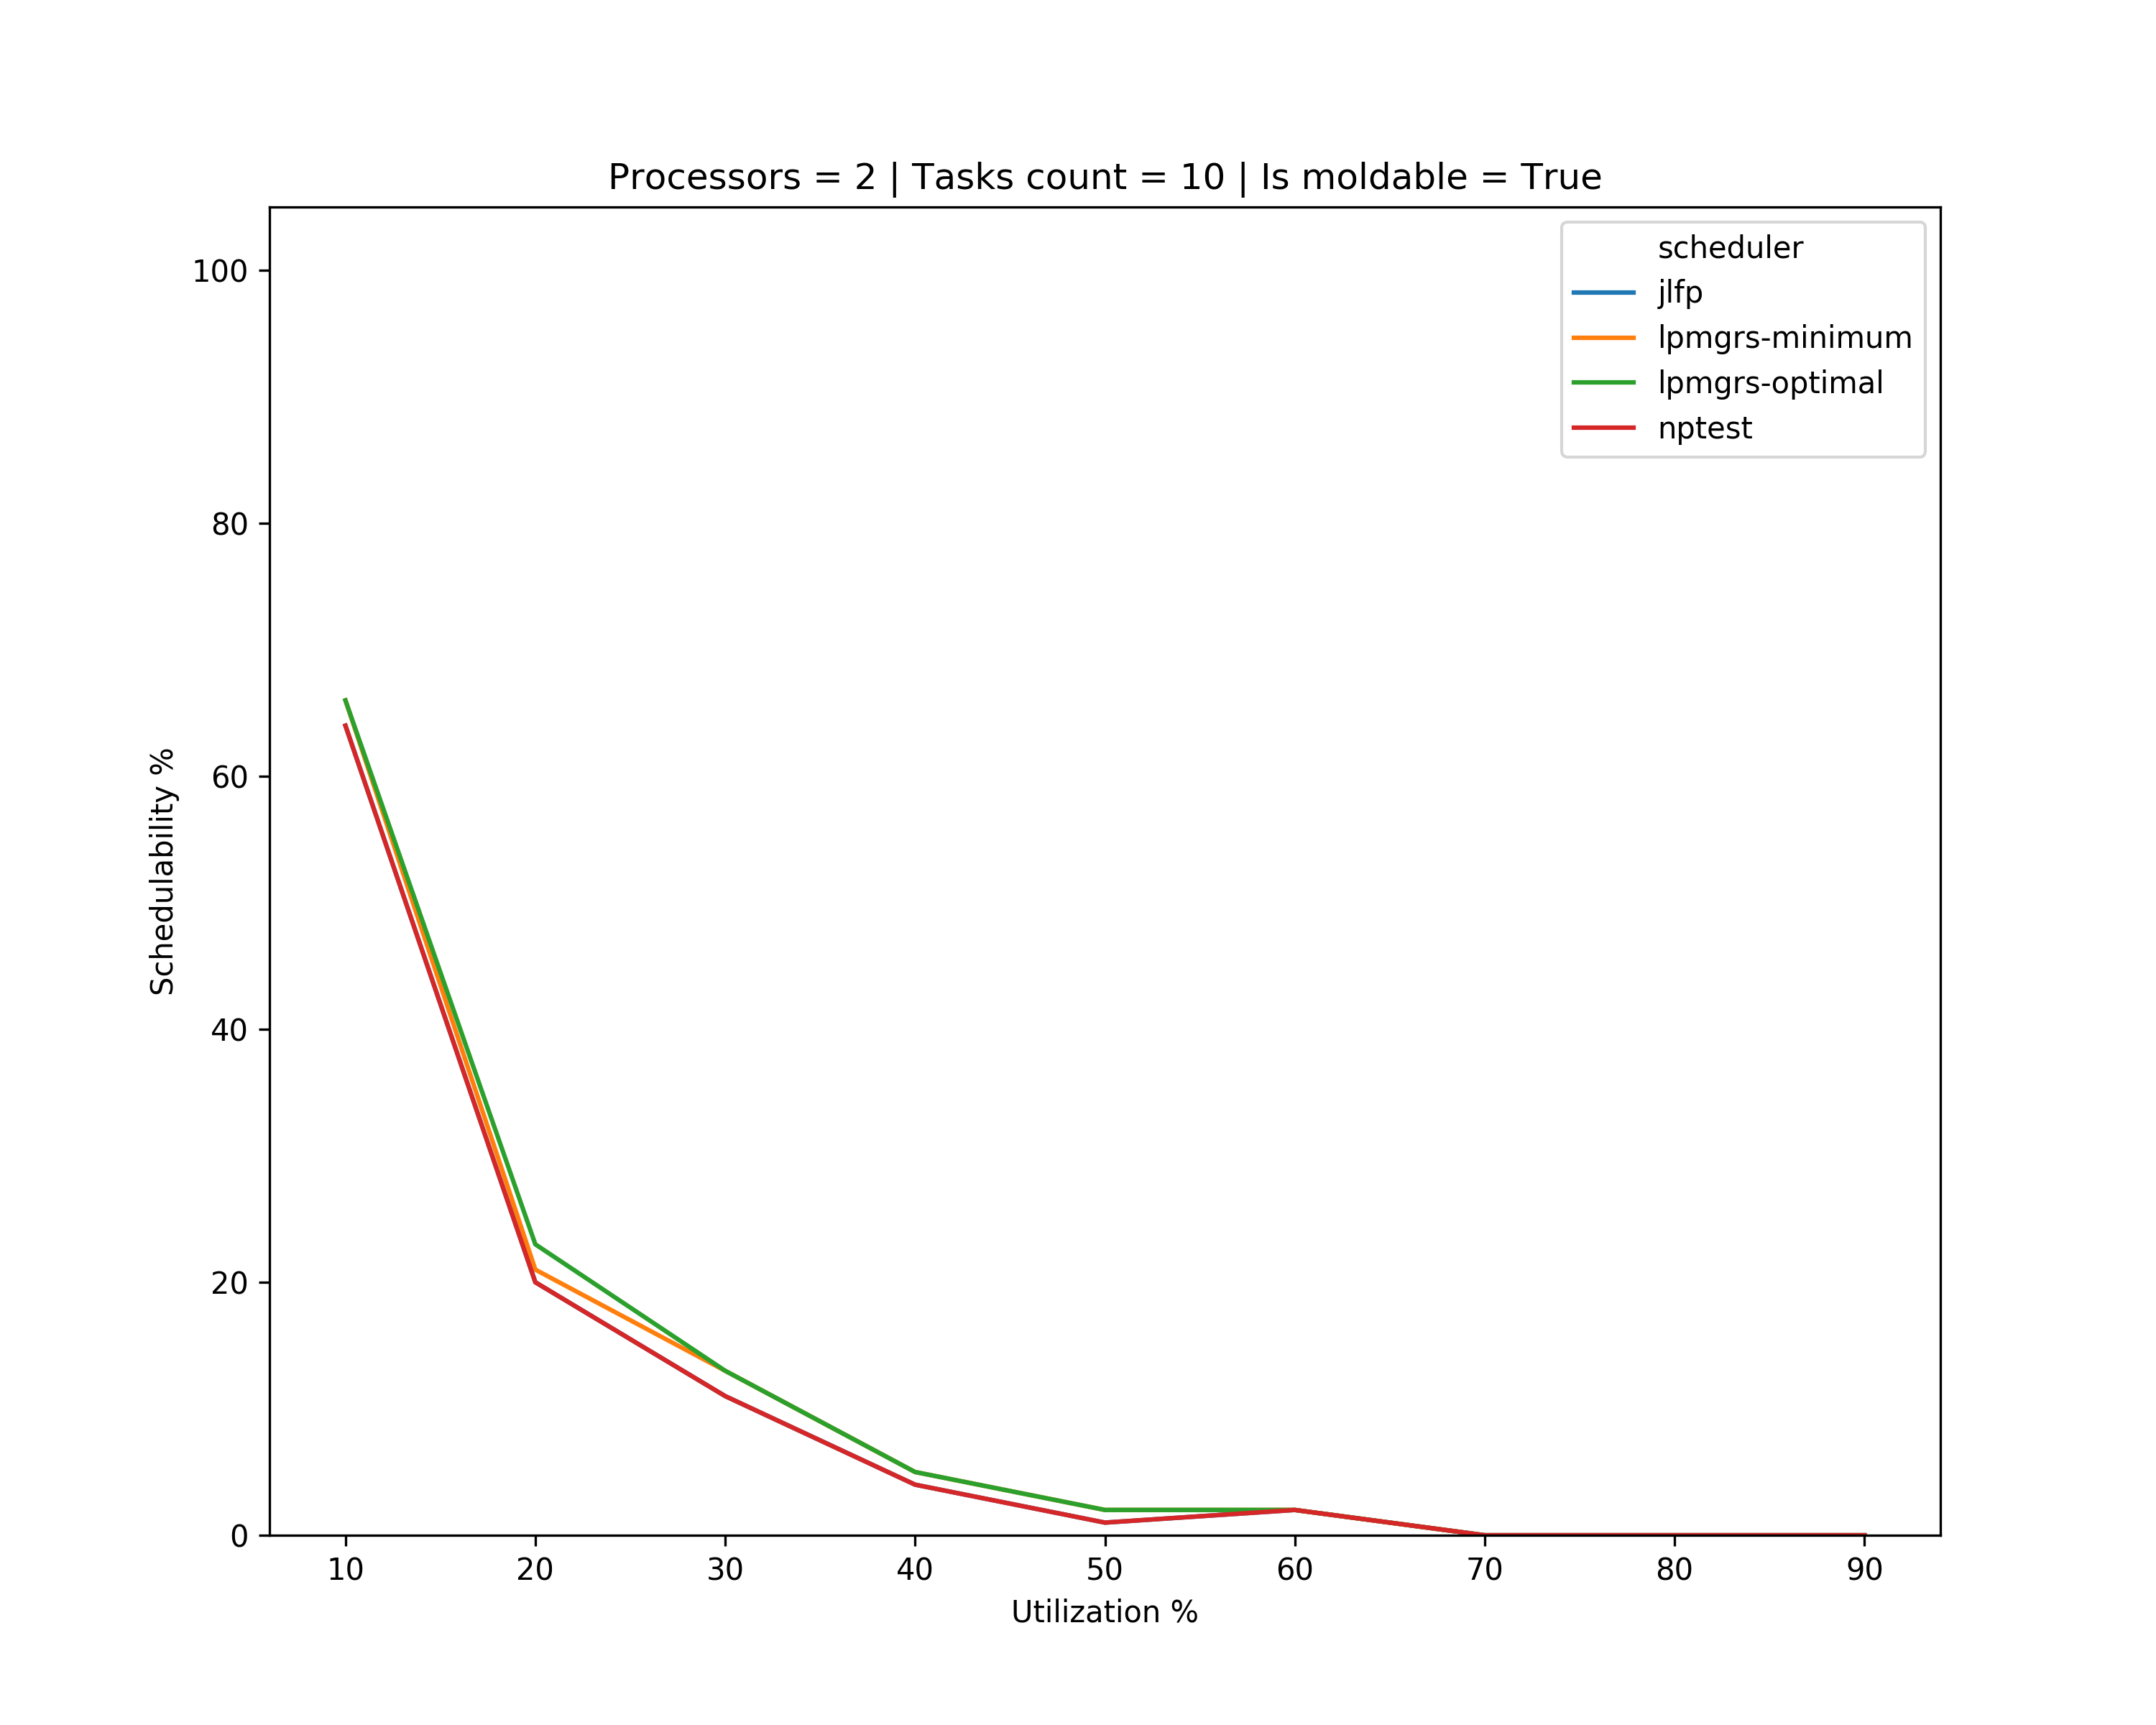 Processors = 2 | Tasks count = 10 | Is moldable = True
scheduler
jlfp
lpmgrs-minimum
lpmgrs-optimal
nptest
Schedulability %
100
80
60
40
20
0
10 20 30 40 50 60 70 80 90
Utilization %